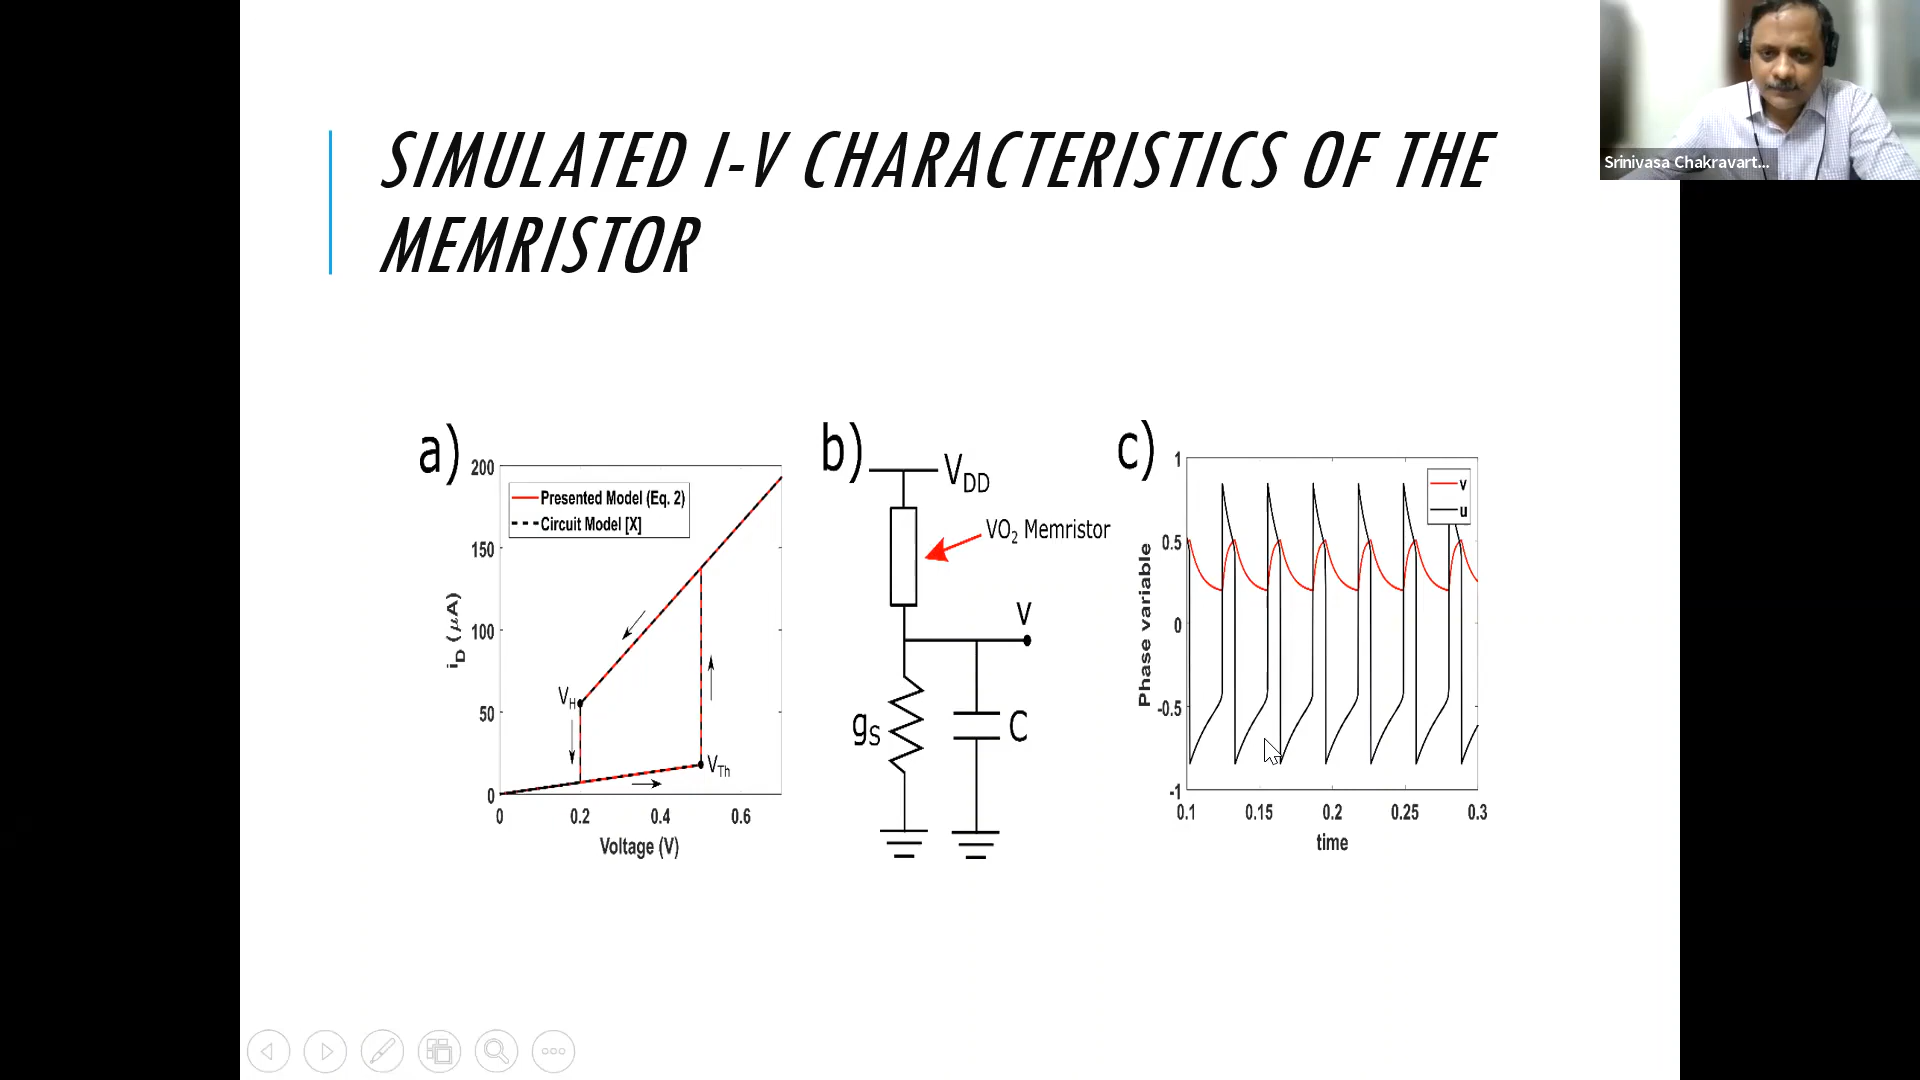 SIMULATED I-V CHARACTERISTICS OF THE
MEMRISTOR
Srinivasa Chakravart...
a)
200
150
100
50
0
i_D (μA)
Presented Model (Eq. 2)
Circuit Model [X]
V_H
V_Th
0 0.2 0.4 0.6
Voltage (V)
b)
V_DD
VO₂ Memristor
V
g_S
C
c)
1
0.5
0
-0.5
-1
Phase variable
v
u
0.1 0.15 0.2 0.25 0.3
time